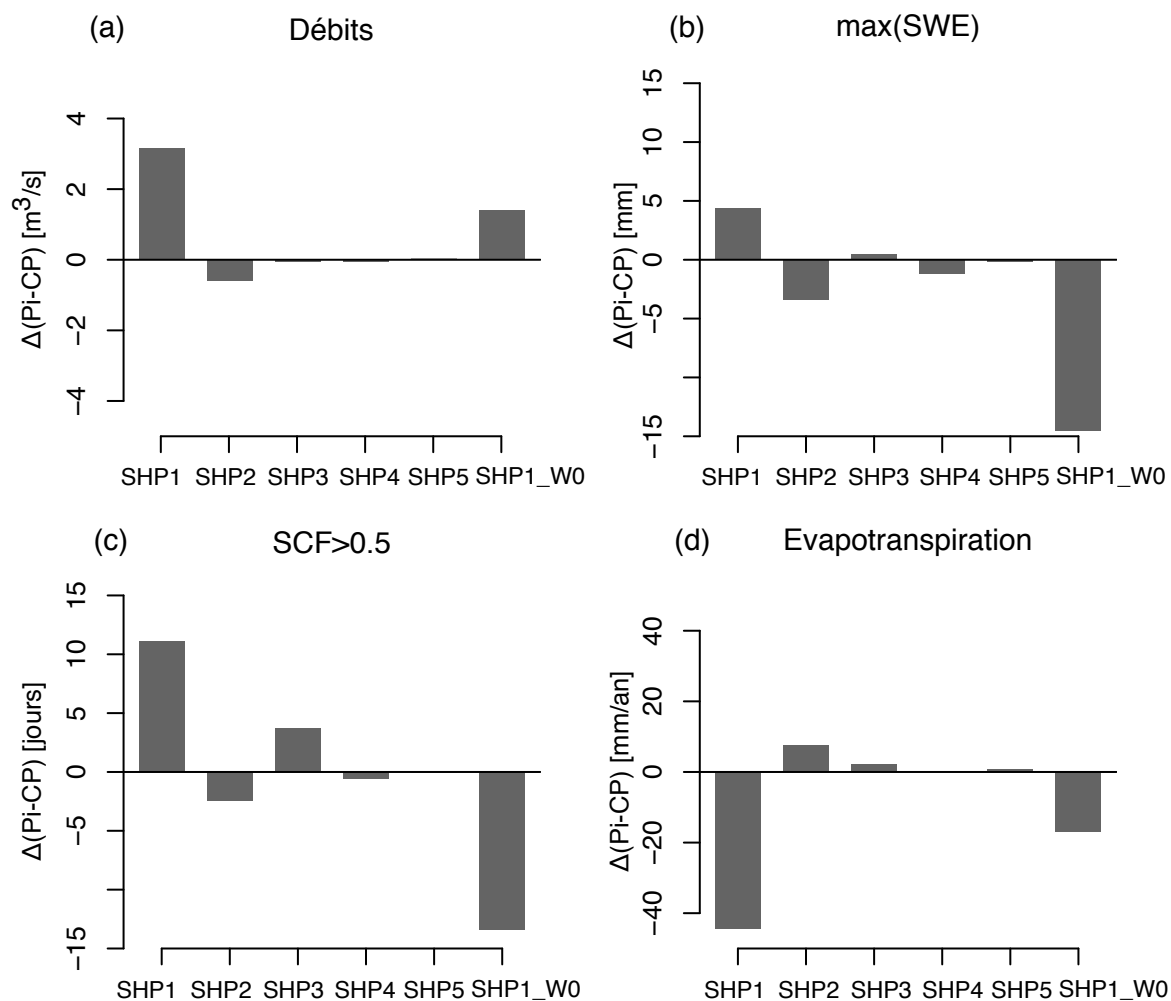 (a) Débits
Δ(Pi-CP) [m³/s]
4
2
0
−2
−4
SHP1 SHP2 SHP3 SHP4 SHP5 SHP1_W0
(b) max(SWE)
Δ(Pi-CP) [mm]
15
10
5
0
−5
−15
SHP1 SHP2 SHP3 SHP4 SHP5 SHP1_W0
(c) SCF>0.5
Δ(Pi-CP) [jours]
15
10
5
0
−5
−15
SHP1 SHP2 SHP3 SHP4 SHP5 SHP1_W0
(d) Evapotranspiration
Δ(Pi-CP) [mm/an]
40
20
0
−20
−40
SHP1 SHP2 SHP3 SHP4 SHP5 SHP1_W0